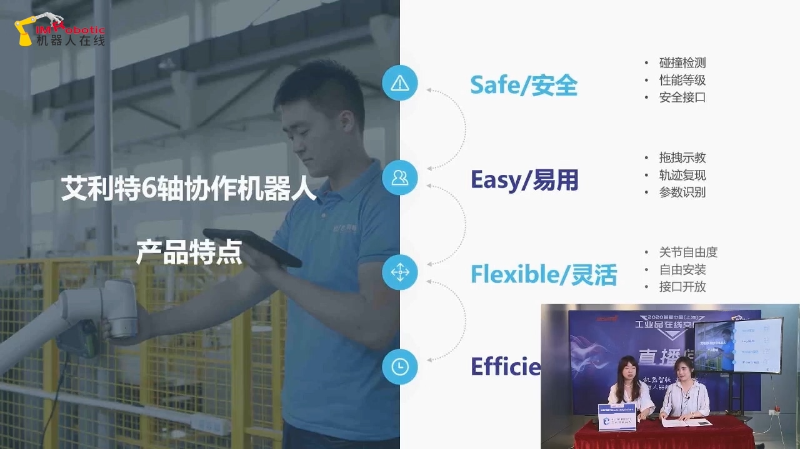 机器人在线
艾利特6轴协作机器人
产品特点
Safe/安全
• 碰撞检测
• 性能等级
• 安全接口
Easy/易用
• 拖拽示教
• 轨迹复现
• 参数识别
Flexible/灵活
• 关节自由度
• 自由安装
• 接口开放
Efficie
工业品在线
直播